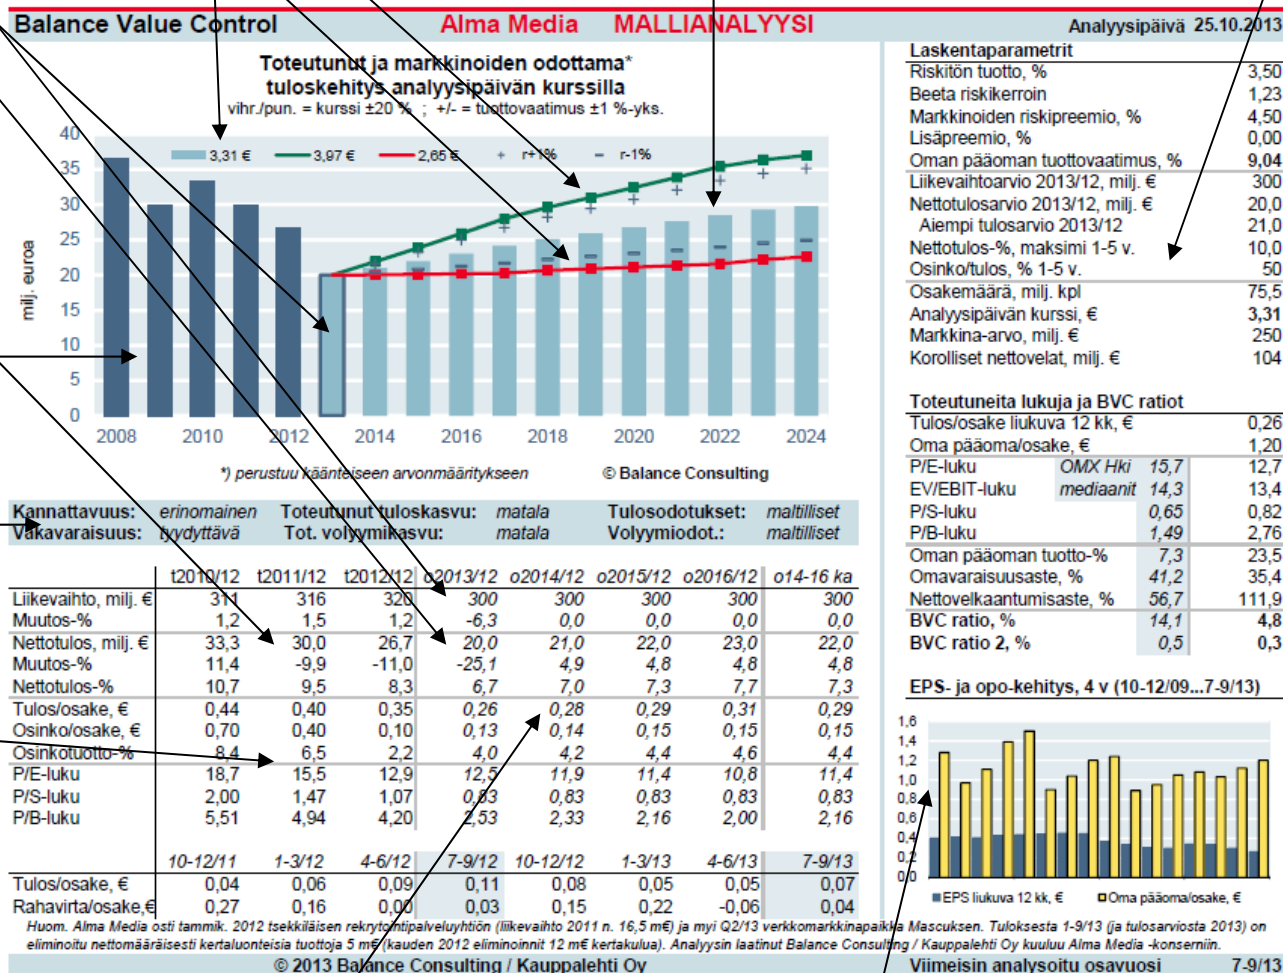 Balance Value Control Alma Media MALLIANALYYSI Analyysipäivä 25.10.2013
Toteutunut ja markkinoiden odottama*
tuloskehitys analyysipäivän kurssilla
vihr./pun. = kurssi ±20 % ; +/- = tuottovaatimus ±1 %-yks.
3,31 € 3,97 € 2,65 € + r+1% − r-1%
milj. euroa
40
35
30
25
20
15
10
5
0
2008 2010 2012 2014 2016 2018 2020 2022 2024
*) perustuu käänteiseen arvonmääritykseen © Balance Consulting
Kannattavuus: erinomainen Toteutunut tuloskasvu: matala Tulosodotukset: maltilliset
Vakavaraisuus: tyydyttävä Tot. volyymikasvu: matala Volyymiodot.: maltilliset
t2010/12 t2011/12 t2012/12 o2013/12 o2014/12 o2015/12 o2016/12 o14-16 ka
Liikevaihto, milj. € 311 316 320 300 300 300 300 300
Muutos-% 1,2 1,5 1,2 -6,3 0,0 0,0 0,0 0,0
Nettotulos, milj. € 33,3 30,0 26,7 20,0 21,0 22,0 23,0 22,0
Muutos-% 11,4 -9,9 -11,0 -25,1 4,9 4,8 4,8 4,8
Nettotulos-% 10,7 9,5 8,3 6,7 7,0 7,3 7,7 7,3
Tulos/osake, € 0,44 0,40 0,35 0,26 0,28 0,29 0,31 0,29
Osinko/osake, € 0,70 0,40 0,10 0,13 0,14 0,15 0,15 0,15
Osinkotuotto-% 8,4 6,5 2,2 4,0 4,2 4,4 4,6 4,4
P/E-luku 18,7 15,5 12,9 12,5 11,9 11,4 10,8 11,4
P/S-luku 2,00 1,47 1,07 0,83 0,83 0,83 0,83 0,83
P/B-luku 5,51 4,94 4,20 2,53 2,33 2,16 2,00 2,16
10-12/11 1-3/12 4-6/12 7-9/12 10-12/12 1-3/13 4-6/13 7-9/13
Tulos/osake, € 0,04 0,06 0,09 0,11 0,08 0,05 0,05 0,07
Rahavirta/osake,€ 0,27 0,16 0,00 0,03 0,15 0,22 -0,06 0,04
Laskentaparametrit
Riskitön tuotto, % 3,50
Beeta riskikerroin 1,23
Markkinoiden riskipreemio, % 4,50
Lisäpreemio, % 0,00
Oman pääoman tuottovaatimus, % 9,04
Liikevaihtoarvio 2013/12, milj. € 300
Nettotulosarvio 2013/12, milj. € 20,0
Aiempi tulosarvio 2013/12 21,0
Nettotulos-%, maksimi 1-5 v. 10,0
Osinko/tulos, % 1-5 v. 50
Osakemäärä, milj. kpl 75,5
Analyysipäivän kurssi, € 3,31
Markkina-arvo, milj. € 250
Korolliset nettovelat, milj. € 104
Toteutuneita lukuja ja BVC ratiot
Tulos/osake liukuva 12 kk, € 0,26
Oma pääoma/osake, € 1,20
P/E-luku OMX Hki 15,7 12,7
EV/EBIT-luku mediaanit 14,3 13,4
P/S-luku 0,65 0,82
P/B-luku 1,49 2,76
Oman pääoman tuotto-% 7,3 23,5
Omavaraisuusaste, % 41,2 35,4
Nettovelkaantumisaste, % 56,7 111,9
BVC ratio, % 14,1 4,8
BVC ratio 2, % 0,5 0,3
EPS- ja opo-kehitys, 4 v (10-12/09...7-9/13)
1,6
1,4
1,2
1,0
0,8
0,6
0,4
0,2
0,0
EPS liukuva 12 kk, € Oma pääoma/osake, €
Huom. Alma Media osti tammik. 2012 tsekkiläisen rekrytointipalveluyhtiön (liikevaihto 2011 n. 16,5 m€) ja myi Q2/13 verkkomarkkinapaikka Mascuksen. Tuloksesta 1-9/13 (ja tulosarviosta 2013) on
eliminoitu nettomääräisesti kertaluonteisia tuottoja 5 m€ (kauden 2012 eliminoinnit 12 m€ kertakulua). Analyysin laatinut Balance Consulting / Kauppalehti Oy kuuluu Alma Media -konserniin.
© 2013 Balance Consulting / Kauppalehti Oy Viimeisin analysoitu osavuosi 7-9/13